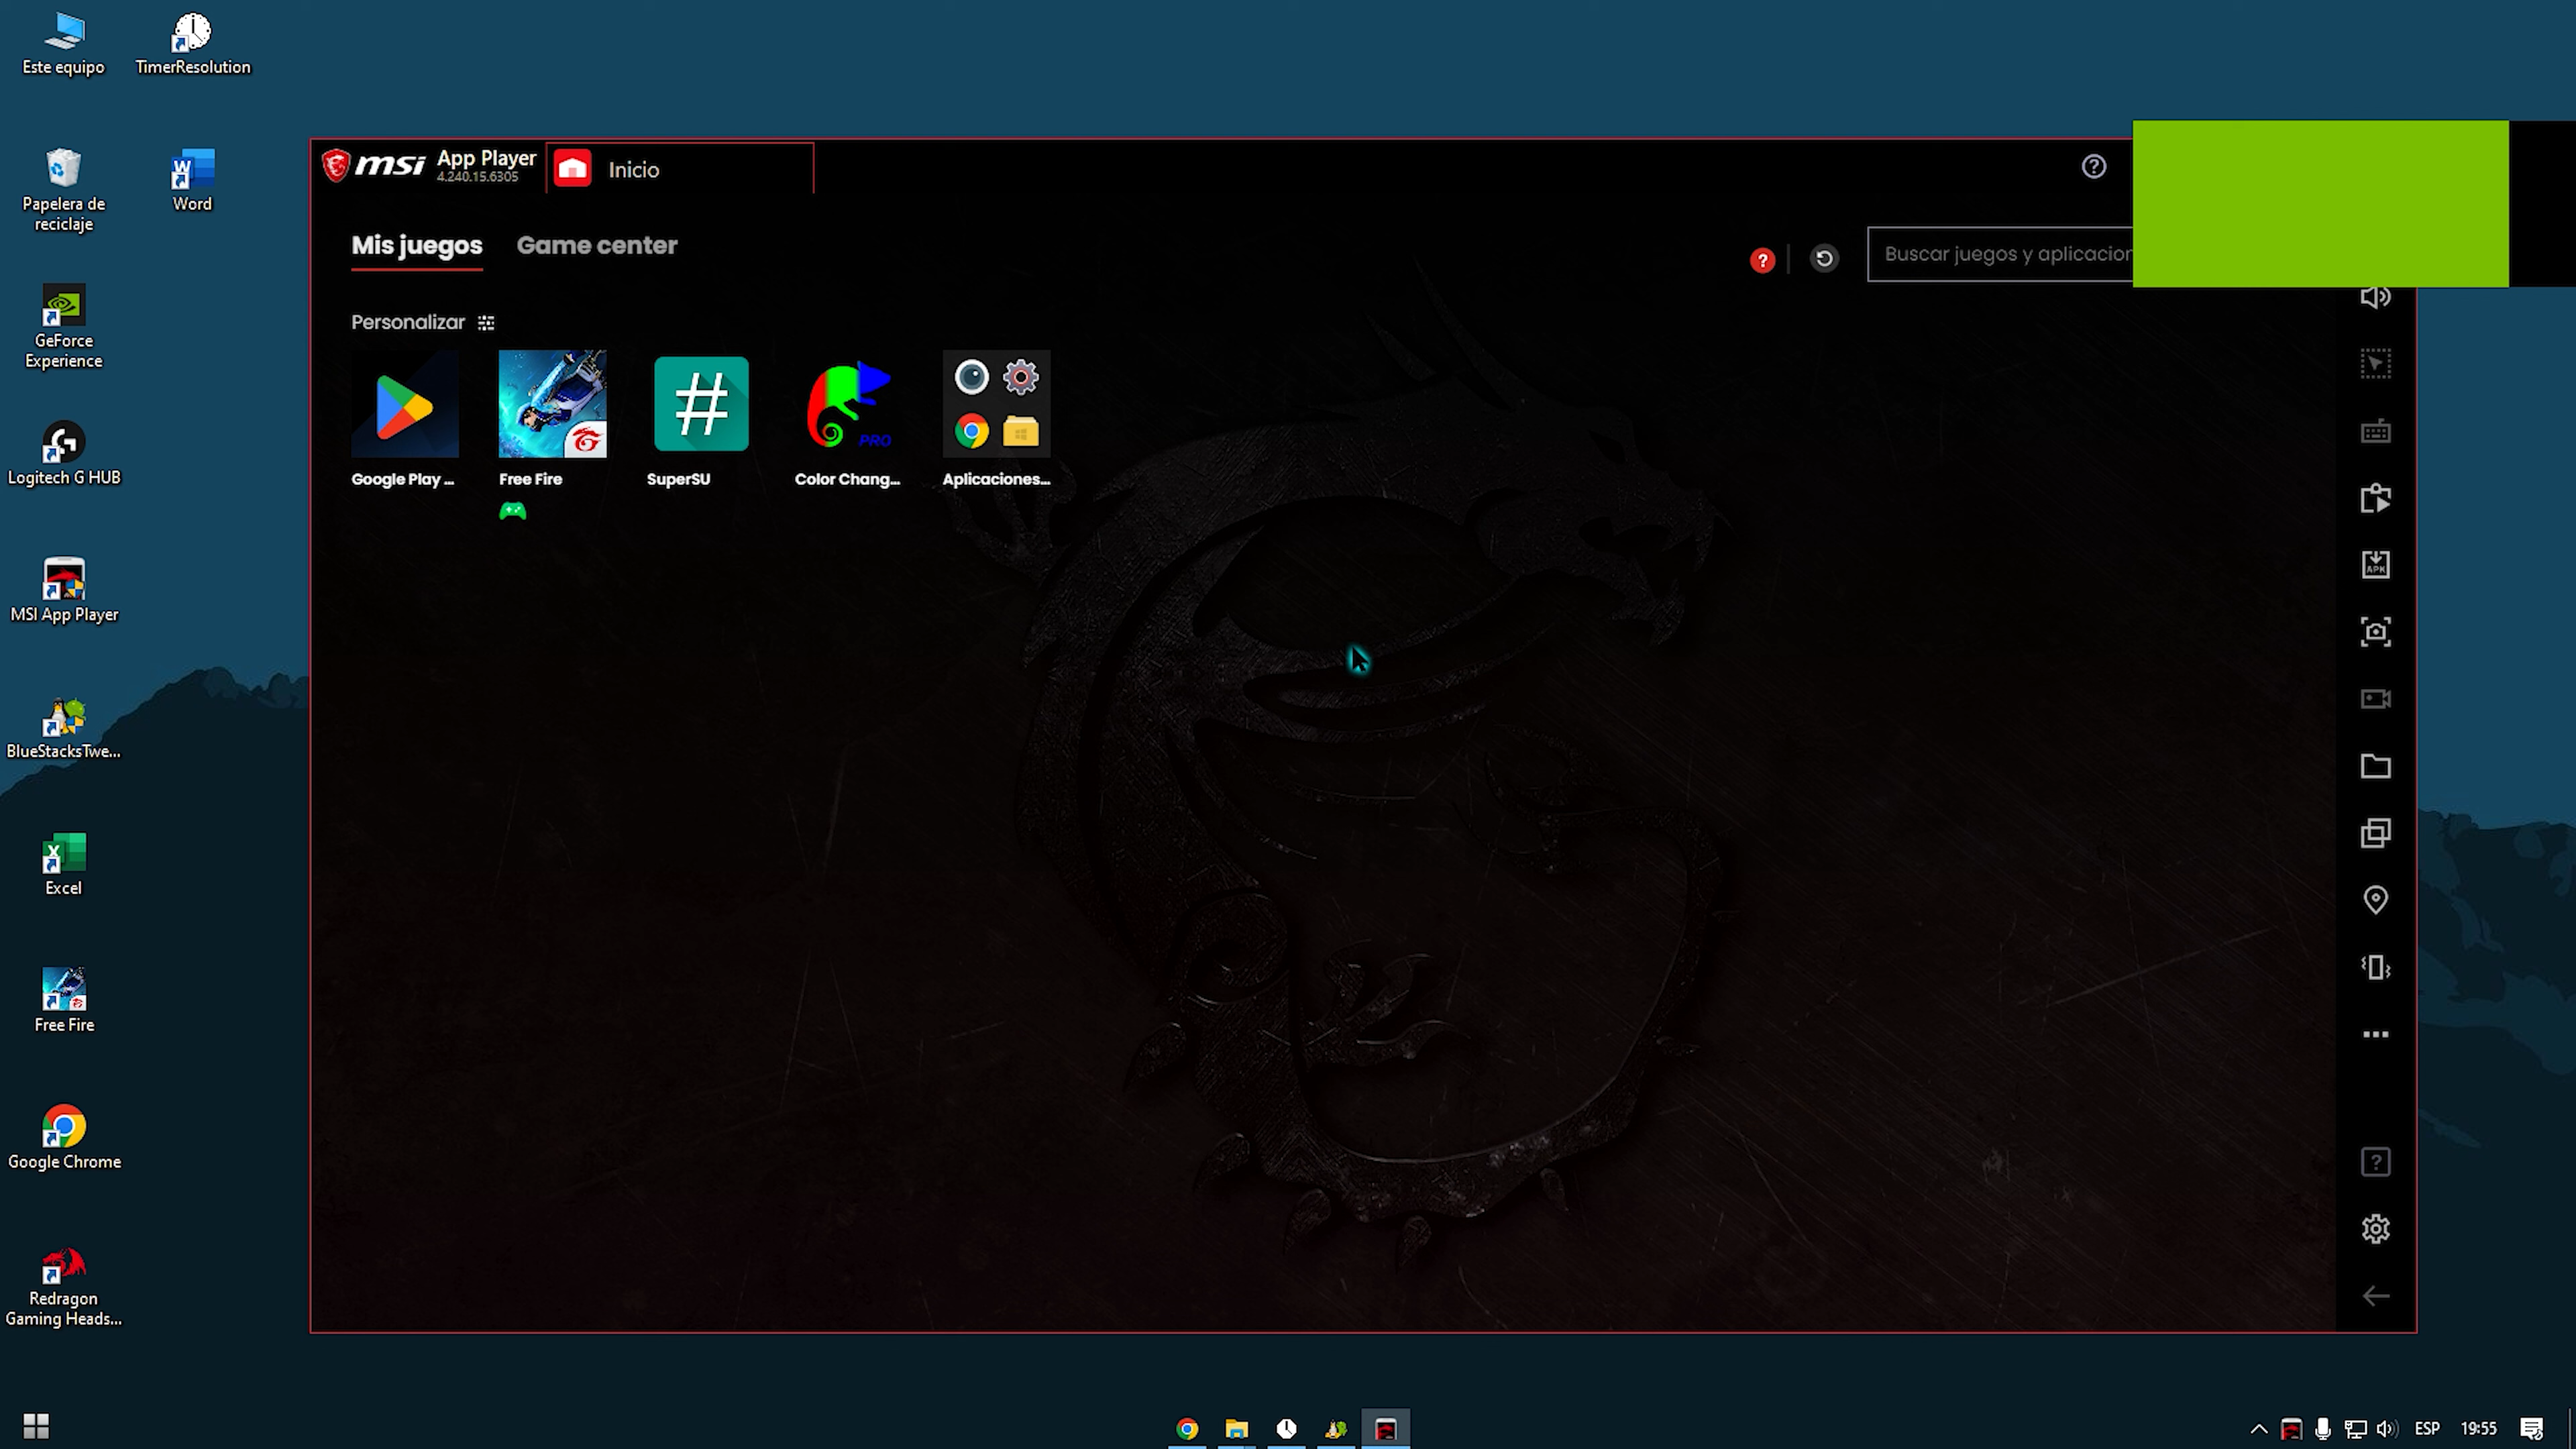 Este equipo
TimerResolution
Papelera de
reciclaje
Word
GeForce
Experience
Logitech G HUB
MSI App Player
BlueStacksTwe...
Excel
Free Fire
Google Chrome
Redragon
Gaming Heads...
msi App Player
4.240.15.6305
Inicio
Mis juegos
Game center
Buscar juegos y aplicacion
Personalizar
PRO
Google Play ...
Free Fire
SuperSU
Color Chang...
Aplicaciones...
APK
ESP
19:55